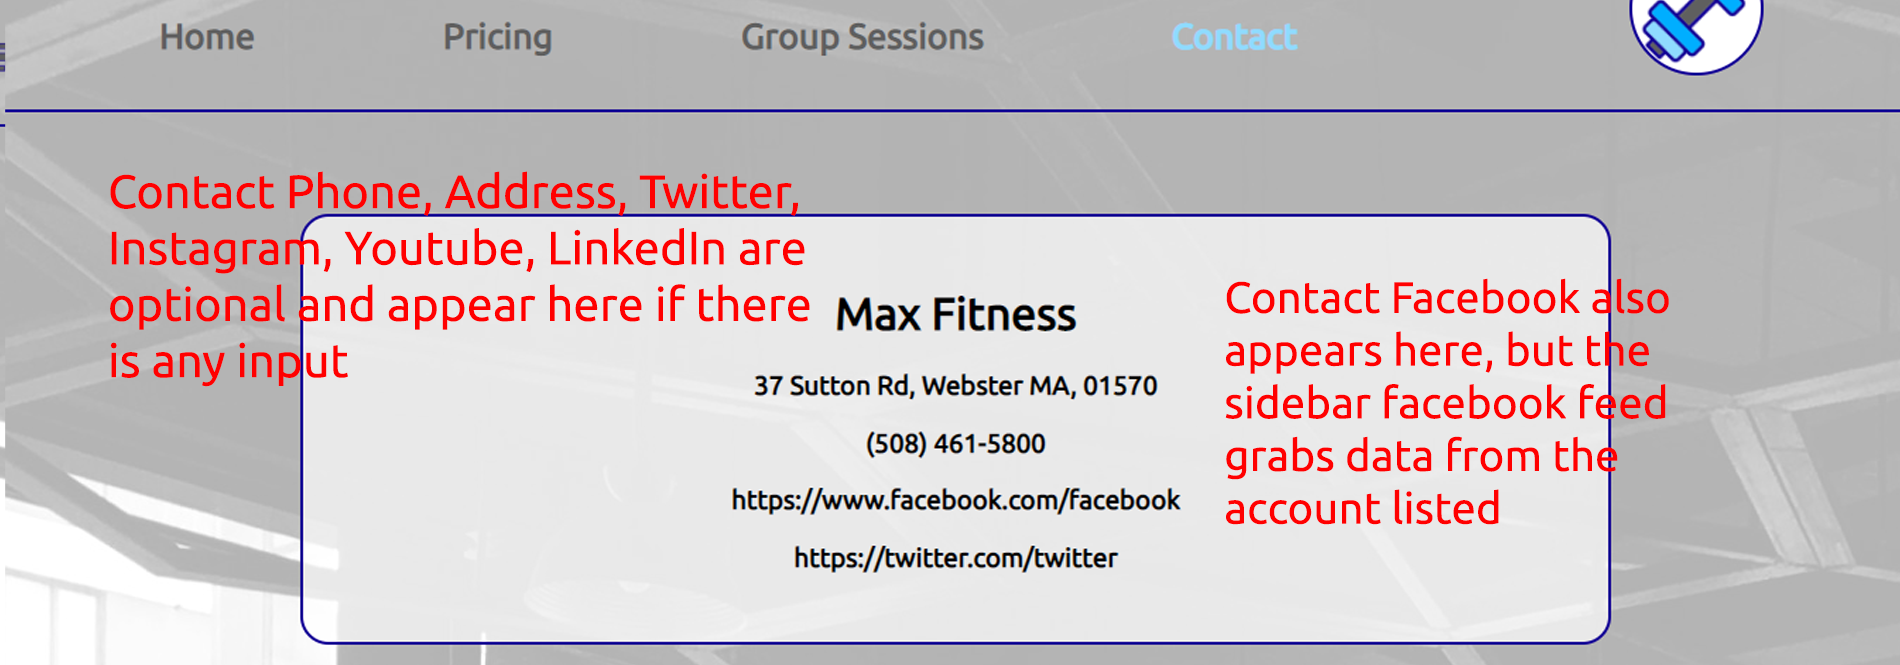 Home Pricing Group Sessions Contact
Contact Phone, Address, Twitter,
Instagram, Youtube, LinkedIn are
optional and appear here if there
is any input
Max Fitness
37 Sutton Rd, Webster MA, 01570
(508) 461-5800
https://www.facebook.com/facebook
https://twitter.com/twitter
Contact Facebook also
appears here, but the
sidebar facebook feed
grabs data from the
account listed